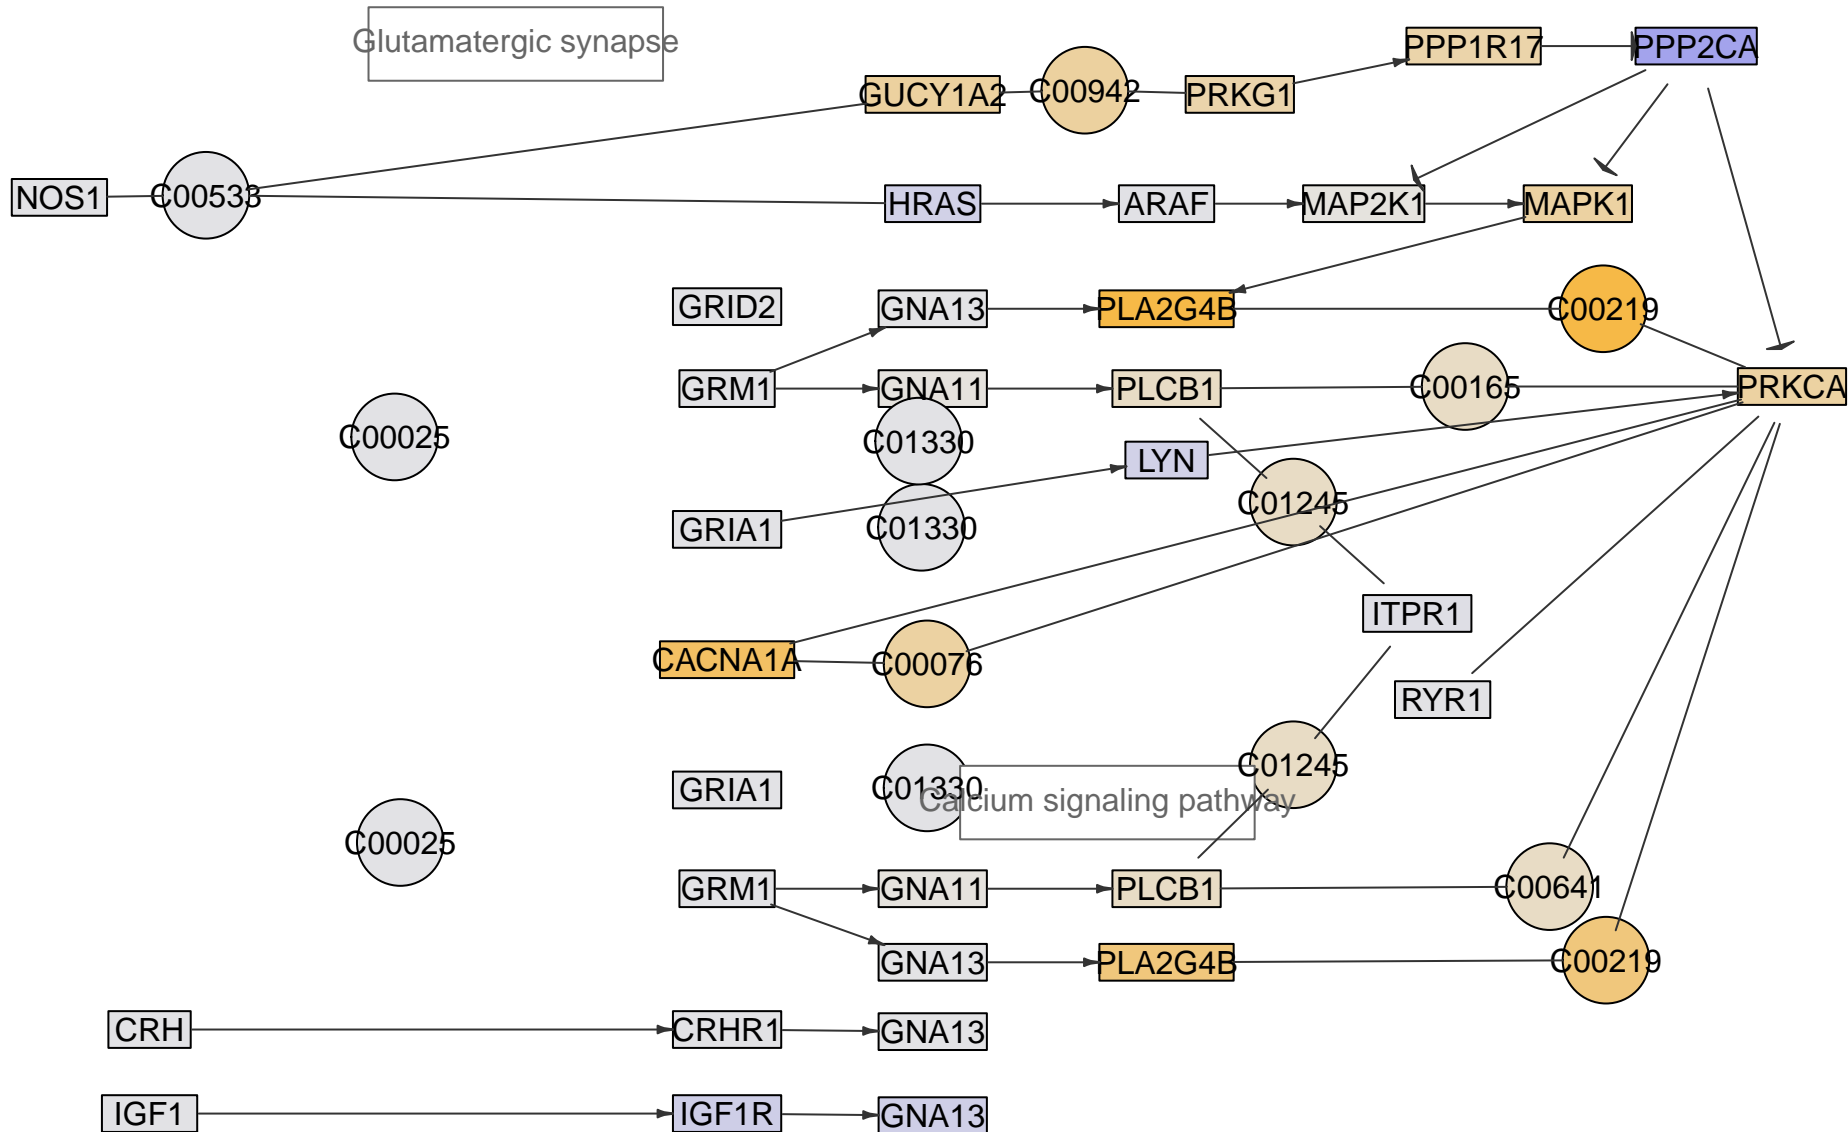 Glutamatergic synapse
PPP1R17
PPP2CA
GUCY1A2
C00942
PRKG1
NOS1
C00533
HRAS
ARAF
MAP2K1
MAPK1
GRID2
GNA13
PLA2G4B
C00219
GRM1
GNA11
PLCB1
C00165
PRKCA
C00025
C01330
LYN
C01245
GRIA1
C01330
ITPR1
CACNA1A
C00076
RYR1
C01245
GRIA1
C01330
Calcium signaling pathway
C00025
GRM1
GNA11
PLCB1
C00641
GNA13
PLA2G4B
C00219
CRH
CRHR1
GNA13
IGF1
IGF1R
GNA13